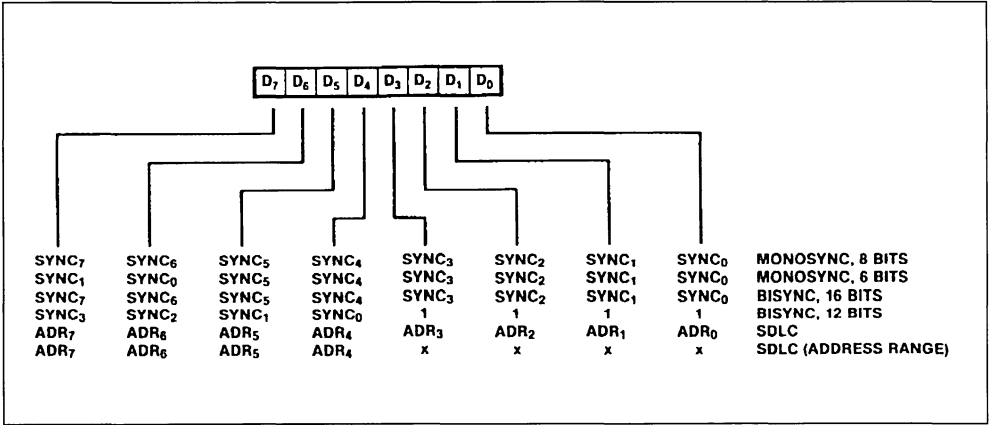 D₇ D₆ D₅ D₄ D₃ D₂ D₁ D₀
SYNC₇ SYNC₆ SYNC₅ SYNC₄ SYNC₃ SYNC₂ SYNC₁ SYNC₀ MONOSYNC, 8 BITS
SYNC₁ SYNC₀ SYNC₅ SYNC₄ SYNC₃ SYNC₂ SYNC₁ SYNC₀ MONOSYNC, 6 BITS
SYNC₇ SYNC₆ SYNC₅ SYNC₄ SYNC₃ SYNC₂ SYNC₁ SYNC₀ BISYNC, 16 BITS
SYNC₃ SYNC₂ SYNC₁ SYNC₀ 1 1 1 1 BISYNC, 12 BITS
ADR₇ ADR₆ ADR₅ ADR₄ ADR₃ ADR₂ ADR₁ ADR₀ SDLC
ADR₇ ADR₆ ADR₅ ADR₄ x x x x SDLC (ADDRESS RANGE)